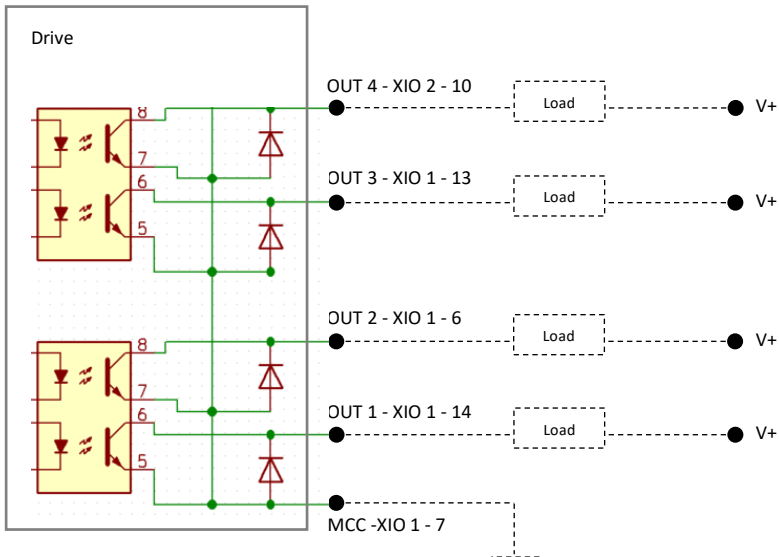 Drive
OUT 4 - XIO 2 - 10
Load
V+
8
7
OUT 3 - XIO 1 - 13
6
Load
V+
5
OUT 2 - XIO 1 - 6
Load
V+
8
7
OUT 1 - XIO 1 - 14
6
Load
V+
5
MCC -XIO 1 - 7